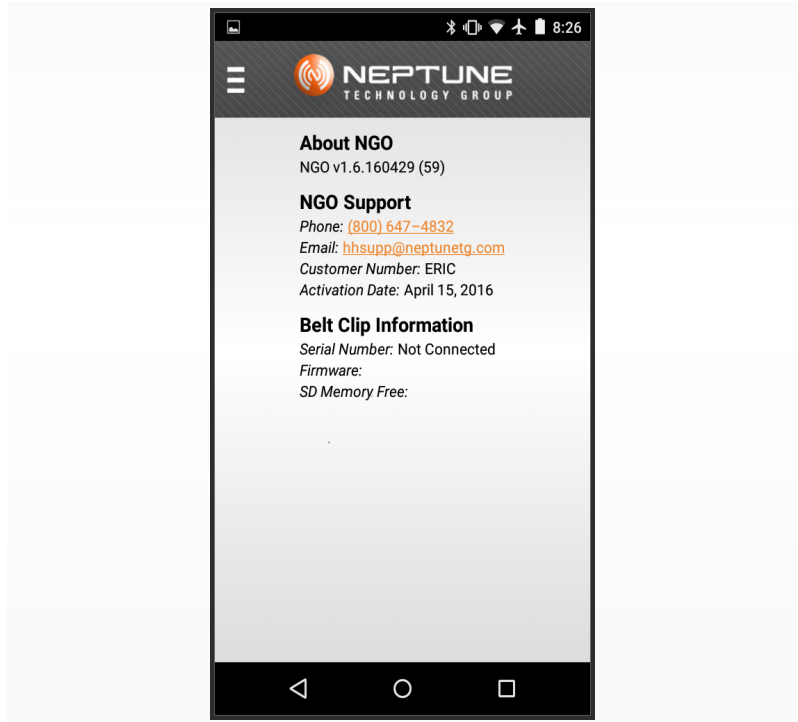 8:26
NEPTUNE
TECHNOLOGY GROUP
About NGO
NGO v1.6.160429 (59)
NGO Support
Phone: (800) 647–4832
Email: hhsupp@neptunetg.com
Customer Number: ERIC
Activation Date: April 15, 2016
Belt Clip Information
Serial Number: Not Connected
Firmware:
SD Memory Free:
.